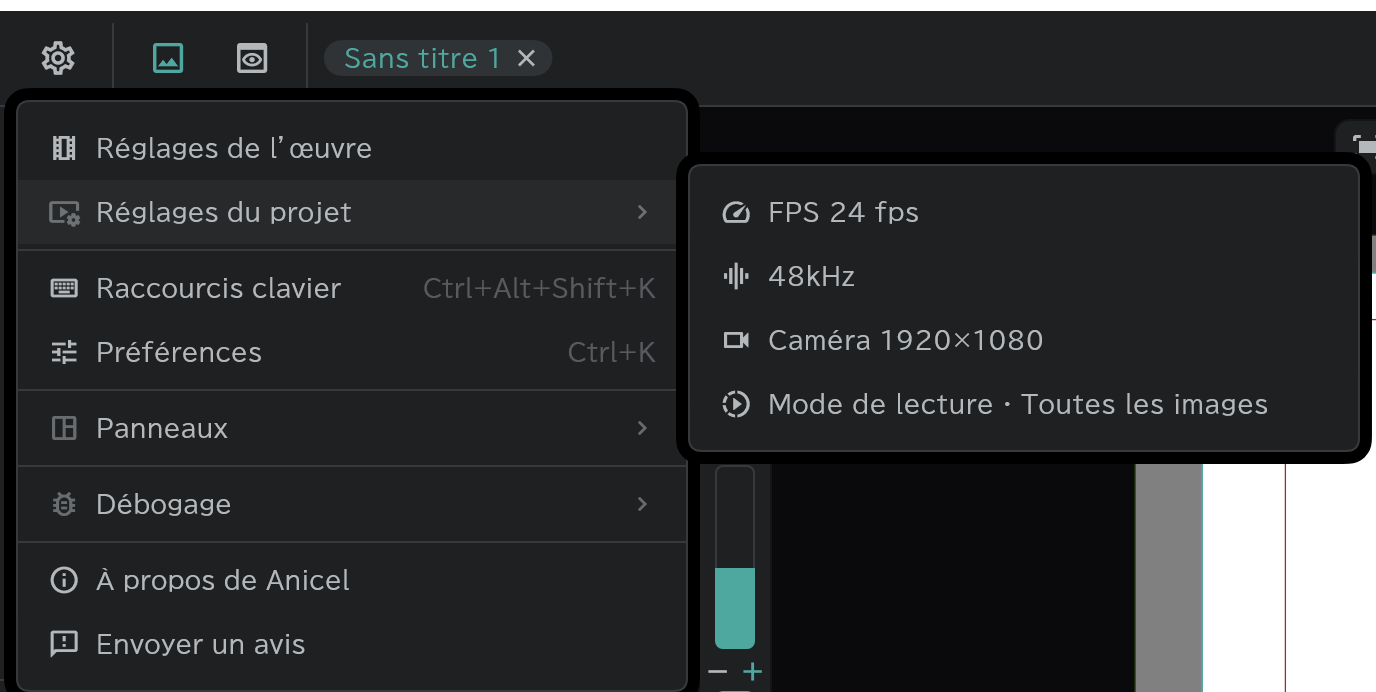 Sans titre 1
Réglages de l’œuvre
Réglages du projet
FPS 24 fps
48kHz
Caméra 1920×1080
Mode de lecture · Toutes les images
Raccourcis clavier Ctrl+Alt+Shift+K
Préférences Ctrl+K
Panneaux
Débogage
À propos de Anicel
Envoyer un avis